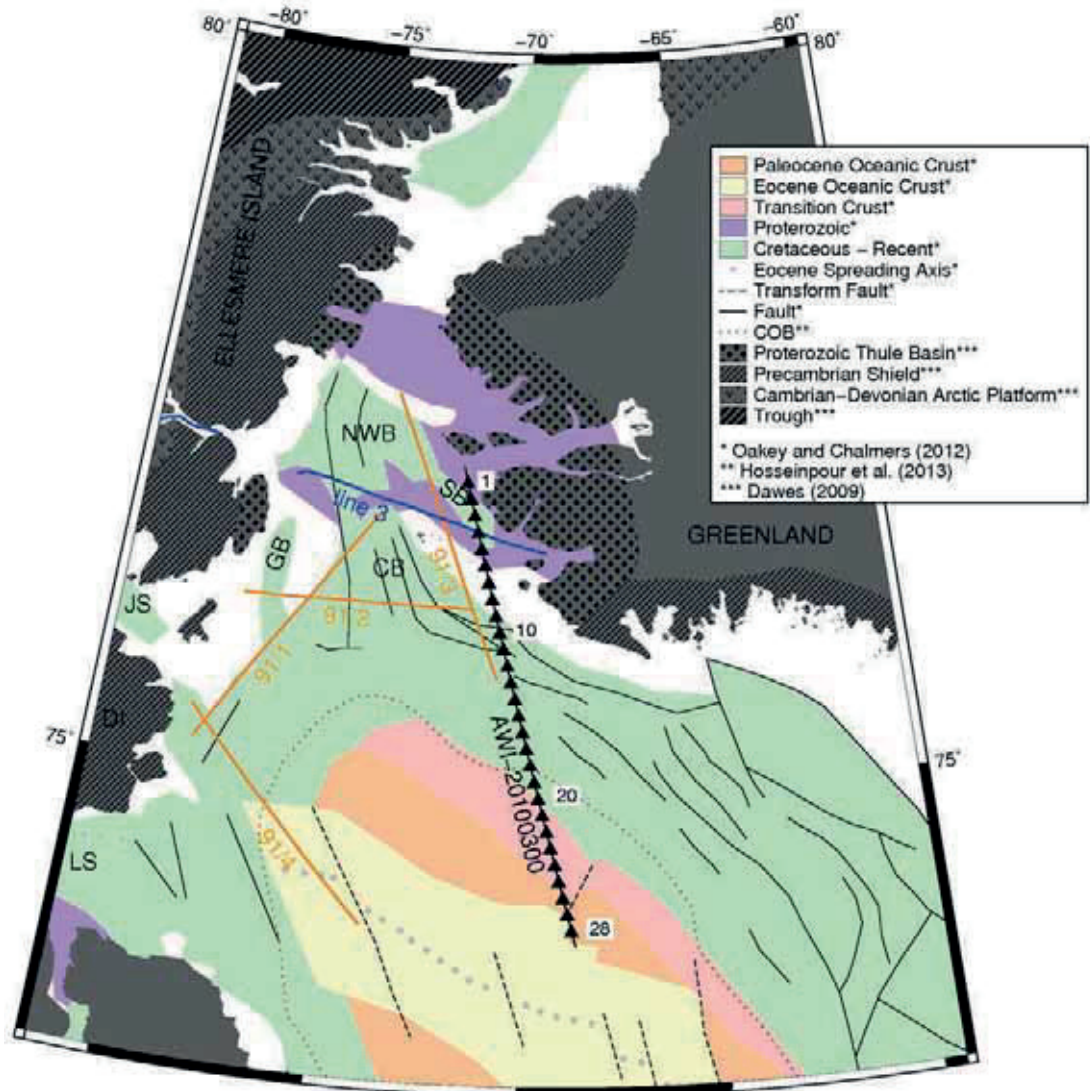 80°
-80°
-75°
-70°
-65°
-60°
80°
ELLESMERE ISLAND
Paleocene Oceanic Crust*
Eocene Oceanic Crust*
Transition Crust*
Proterozoic*
Cretaceous - Recent*
Eocene Spreading Axis*
Transform Fault*
Fault*
COB**
Proterozoic Thule Basin***
Precambrian Shield***
Cambrian-Devonian Arctic Platform***
Trough***
* Oakey and Chalmers (2012)
** Hosseinpour et al. (2013)
*** Dawes (2009)
NWB
SB
1
line 3
GREENLAND
GB
CB
91/3
JS
91/2
10
91/1
DI
75°
AWI-20100300
75°
20
LS
91/4
28